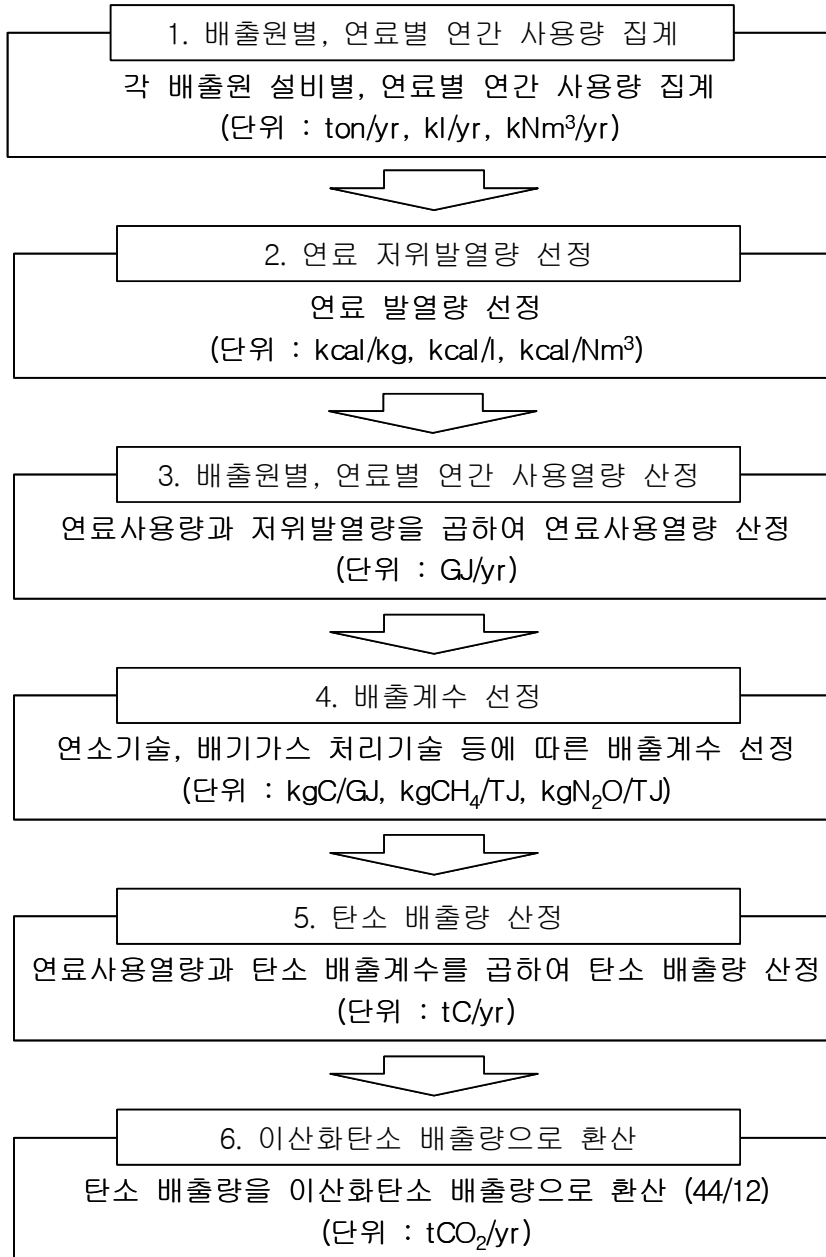 1. 배출원별, 연료별 연간 사용량 집계
각 배출원 설비별, 연료별 연간 사용량 집계
(단위 : ton/yr, kl/yr, kNm³/yr)
2. 연료 저위발열량 선정
연료 발열량 선정
(단위 : kcal/kg, kcal/l, kcal/Nm³)
3. 배출원별, 연료별 연간 사용열량 산정
연료사용량과 저위발열량을 곱하여 연료사용열량 산정
(단위 : GJ/yr)
4. 배출계수 선정
연소기술, 배기가스 처리기술 등에 따른 배출계수 선정
(단위 : kgC/GJ, kgCH₄/TJ, kgN₂O/TJ)
5. 탄소 배출량 산정
연료사용열량과 탄소 배출계수를 곱하여 탄소 배출량 산정
(단위 : tC/yr)
6. 이산화탄소 배출량으로 환산
탄소 배출량을 이산화탄소 배출량으로 환산 (44/12)
(단위 : tCO₂/yr)